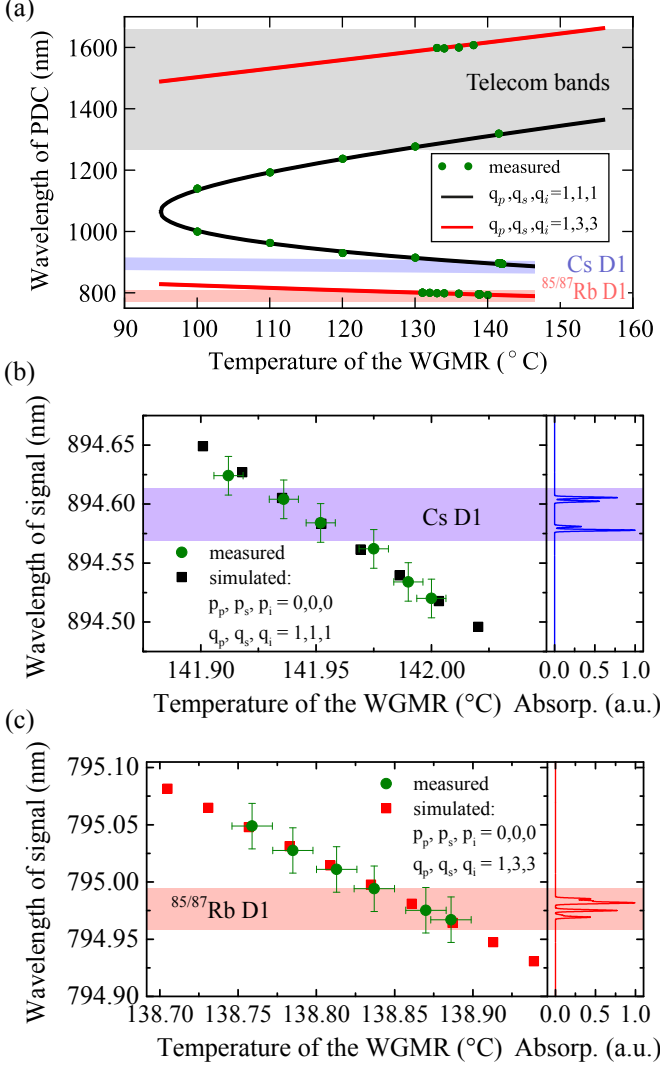 (a)
Wavelength of PDC (nm)
1600
1400
1200
1000
800
Telecom bands
measured
q_p,q_s,q_i=1,1,1
q_p,q_s,q_i=1,3,3
Cs D1
85/87Rb D1
90 100 110 120 130 140 150 160
Temperature of the WGMR (°C)
(b)
Wavelength of signal (nm)
894.65
894.60
894.55
894.50
Cs D1
measured
simulated:
p_p, p_s, p_i = 0,0,0
q_p, q_s, q_i = 1,1,1
141.90 141.95 142.00 0.0 0.5 1.0
Temperature of the WGMR (°C) Absorp. (a.u.)
(c)
Wavelength of signal (nm)
795.10
795.05
795.00
794.95
794.90
measured
simulated:
p_p, p_s, p_i = 0,0,0
q_p, q_s, q_i = 1,3,3
85/87Rb D1
138.70 138.75 138.80 138.85 138.90 0.0 0.5 1.0
Temperature of the WGMR (°C) Absorp. (a.u.)